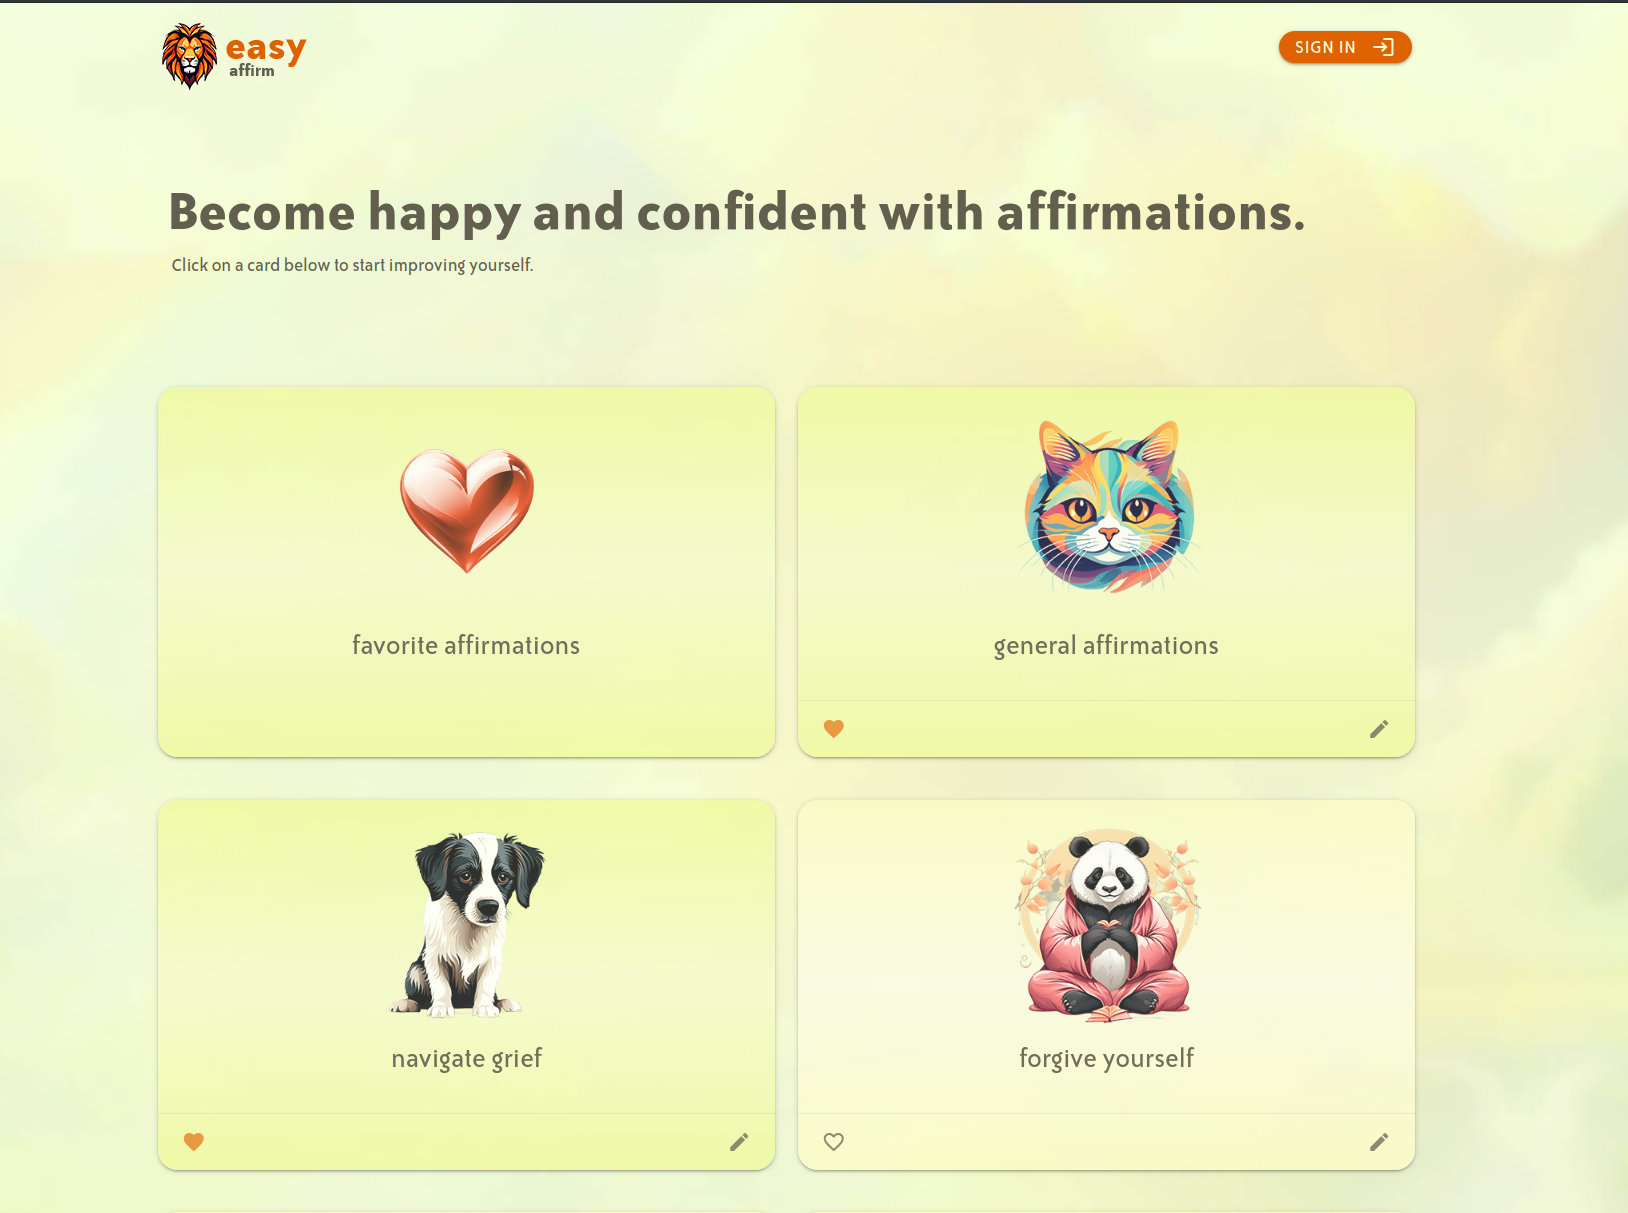 easy
affirm
SIGN IN
Become happy and confident with affirmations.
Click on a card below to start improving yourself.
favorite affirmations
general affirmations
navigate grief
forgive yourself